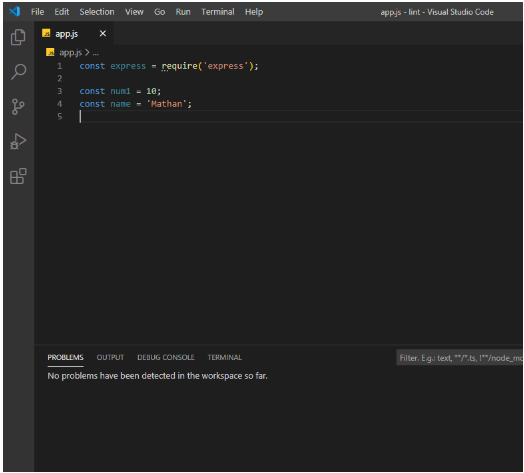 File Edit Selection View Go Run Terminal Help app.js - lint - Visual Studio Code
app.js
app.js > ...
1 const express = require('express');
2
3 const num1 = 10;
4 const name = 'Mathan';
5
PROBLEMS OUTPUT DEBUG CONSOLE TERMINAL Filter. E.g.: text, **/*.ts, !**/node_mo
No problems have been detected in the workspace so far.